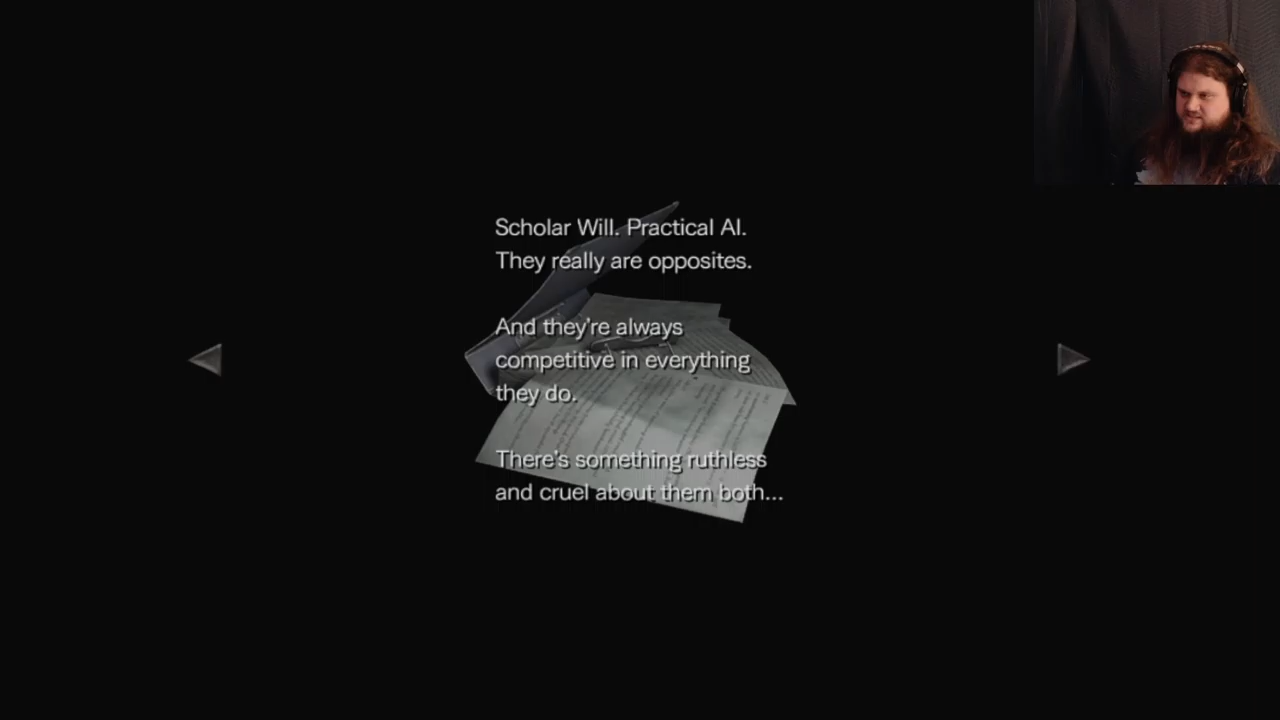 Scholar Will. Practical Al.
They really are opposites.
And they're always
competitive in everything
they do.
There's something ruthless
and cruel about them both...